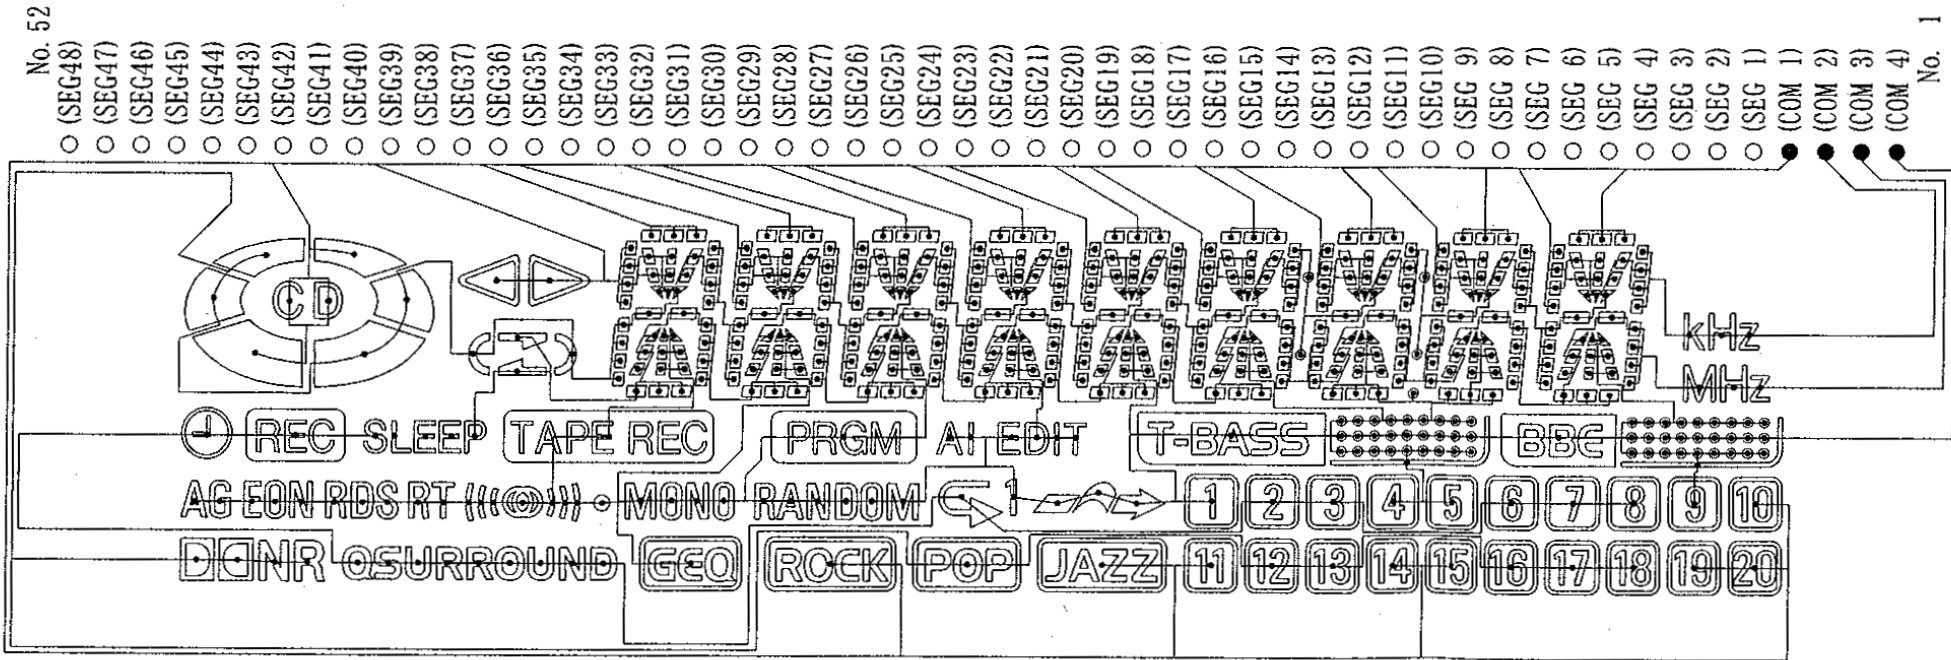 No. 52
(SEG48)
(SEG47)
(SEG46)
(SEG45)
(SEG44)
(SEG43)
(SEG42)
(SEG41)
(SEG40)
(SEG39)
(SEG38)
(SEG37)
(SEG36)
(SEG35)
(SEG34)
(SEG33)
(SEG32)
(SEG31)
(SEG30)
(SEG29)
(SEG28)
(SEG27)
(SEG26)
(SEG25)
(SEG24)
(SEG23)
(SEG22)
(SEG21)
(SEG20)
(SEG19)
(SEG18)
(SEG17)
(SEG16)
(SEG15)
(SEG14)
(SEG13)
(SEG12)
(SEG11)
(SEG10)
(SEG 9)
(SEG 8)
(SEG 7)
(SEG 6)
(SEG 5)
(SEG 4)
(SEG 3)
(SEG 2)
(SEG 1)
(COM 1)
(COM 2)
(COM 3)
(COM 4)
No. 1
CD
kHz
MHz
REC SLEEP TAPE REC PRGM AI EDIT T-BASS BBE
AG EON RDS RT MONO RANDOM 1 1 2 3 4 5 6 7 8 9 10
NR SURROUND GEQ ROCK POP JAZZ 11 12 13 14 15 16 17 18 19 20